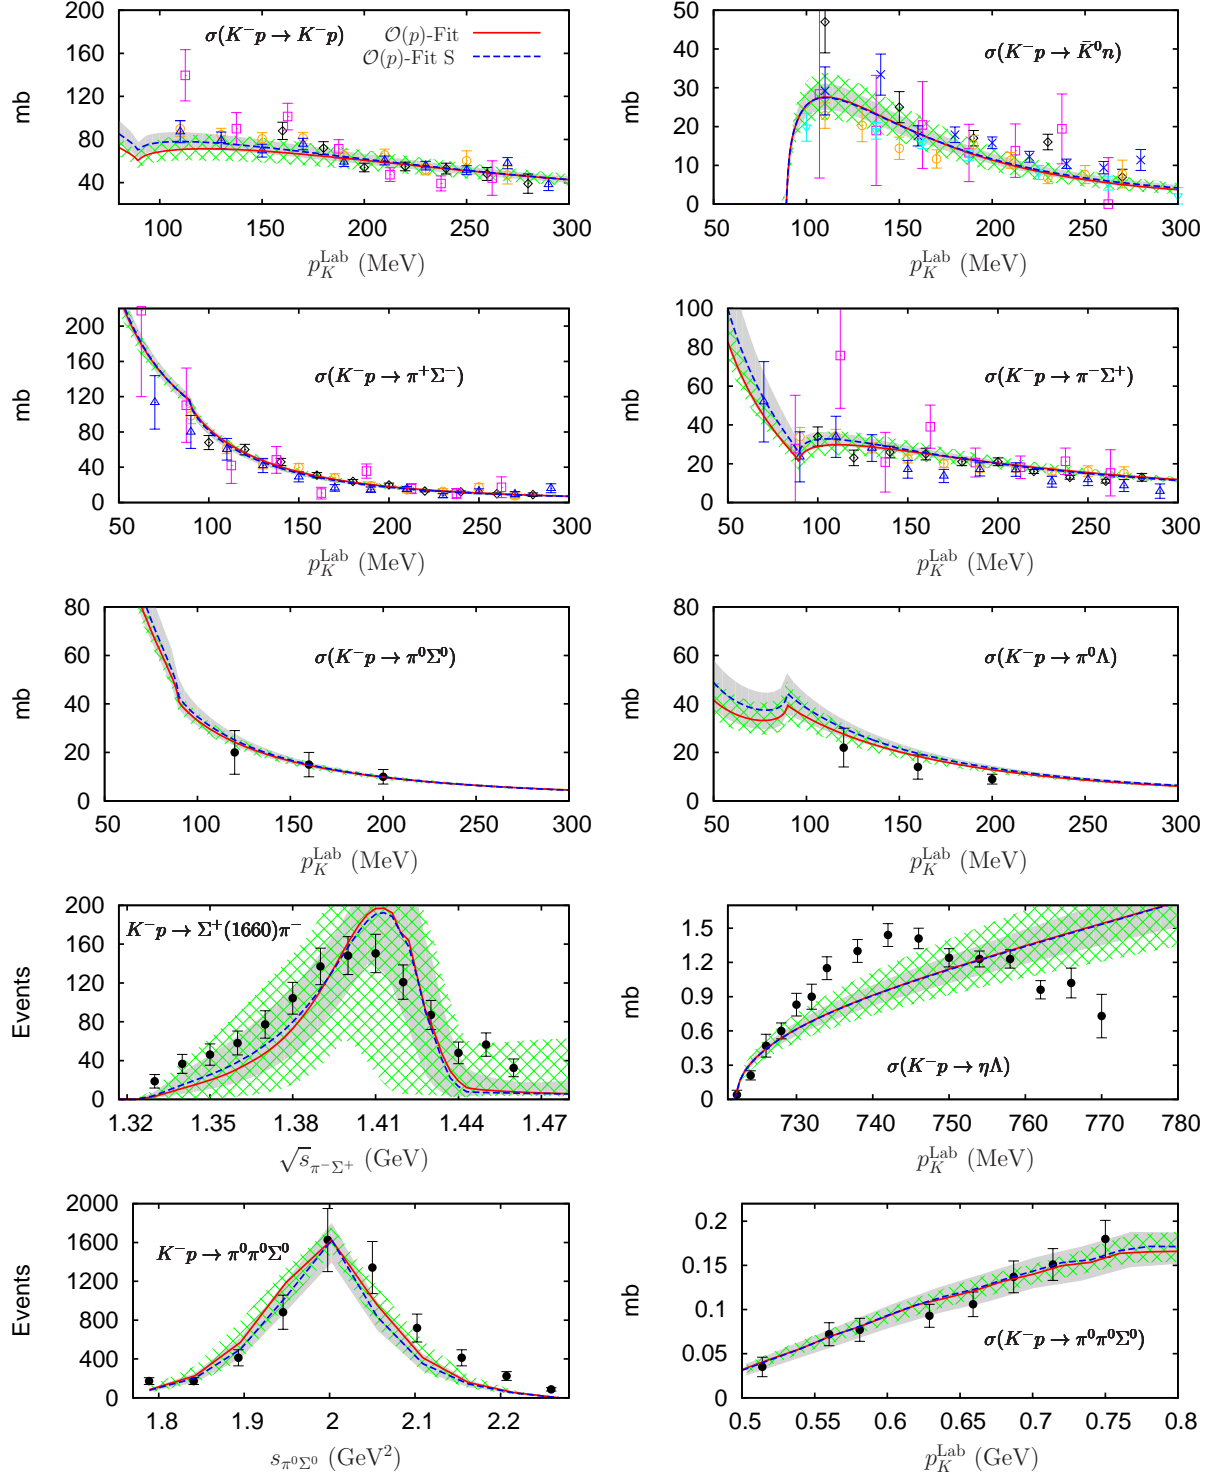 σ(K⁻p → K⁻p)
O(p)-Fit
O(p)-Fit S
mb
160
120
80
40
100 150 200 250 300
p_K^Lab (MeV)
σ(K⁻p → K̄⁰n)
mb
50
40
30
20
10
0
100 150 200 250 300
p_K^Lab (MeV)
σ(K⁻p → π⁺Σ⁻)
mb
200
160
120
80
40
0
50 100 150 200 250 300
p_K^Lab (MeV)
σ(K⁻p → π⁻Σ⁺)
mb
100
80
60
40
20
0
50 100 150 200 250 300
p_K^Lab (MeV)
σ(K⁻p → π⁰Σ⁰)
mb
80
60
40
20
0
50 100 150 200 250 300
p_K^Lab (MeV)
σ(K⁻p → π⁰Λ)
mb
80
60
40
20
0
50 100 150 200 250 300
p_K^Lab (MeV)
K⁻p → Σ⁺(1660)π⁻
Events
200
160
120
80
40
0
1.32 1.35 1.38 1.41 1.44 1.47
√s_π⁻Σ⁺ (GeV)
σ(K⁻p → ηΛ)
mb
1.5
1.2
0.9
0.6
0.3
0
730 740 750 760 770 780
p_K^Lab (MeV)
K⁻p → π⁰π⁰Σ⁰
Events
2000
1600
1200
800
400
0
1.8 1.9 2 2.1 2.2
s_π⁰Σ⁰ (GeV²)
σ(K⁻p → π⁰π⁰Σ⁰)
mb
0.2
0.15
0.1
0.05
0
0.5 0.55 0.6 0.65 0.7 0.75 0.8
p_K^Lab (GeV)